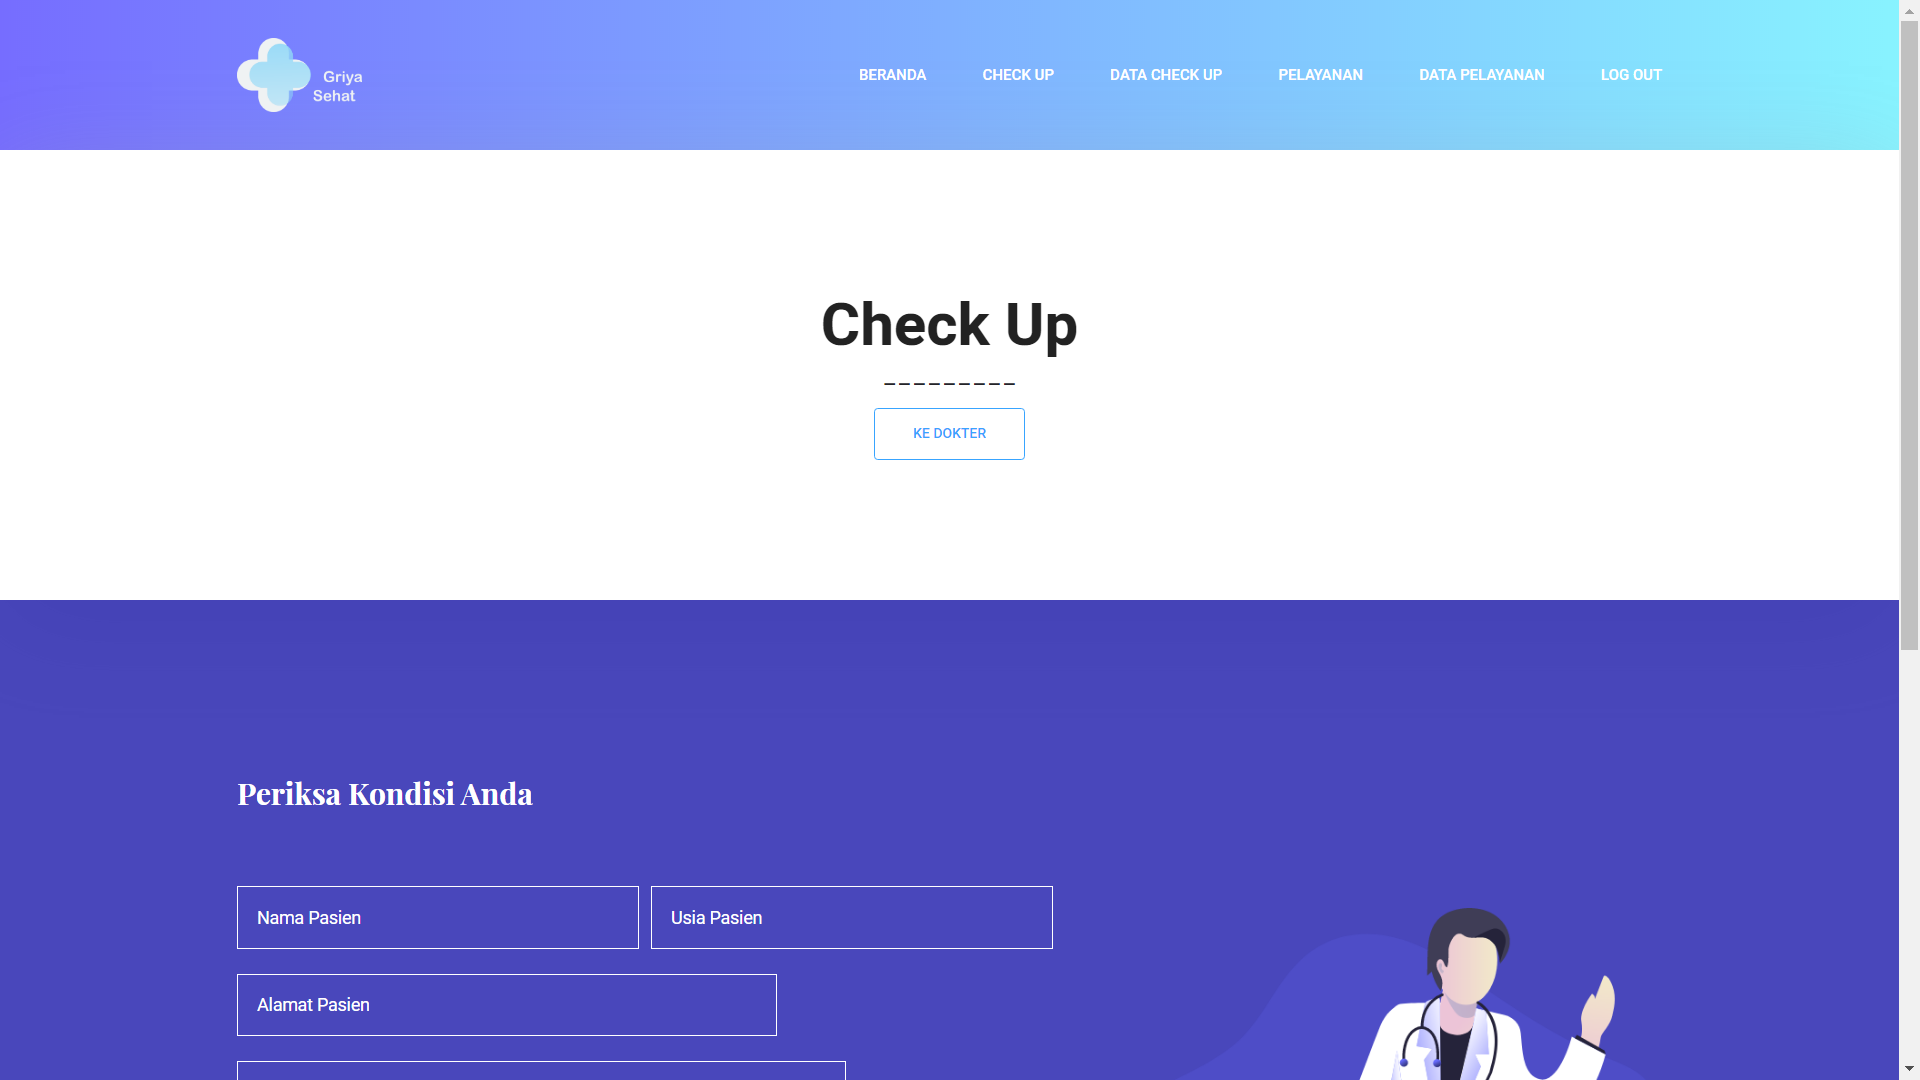 Griya
Sehat
BERANDA
CHECK UP
DATA CHECK UP
PELAYANAN
DATA PELAYANAN
LOG OUT
Check Up
_________
KE DOKTER
Periksa Kondisi Anda
Nama Pasien
Usia Pasien
Alamat Pasien